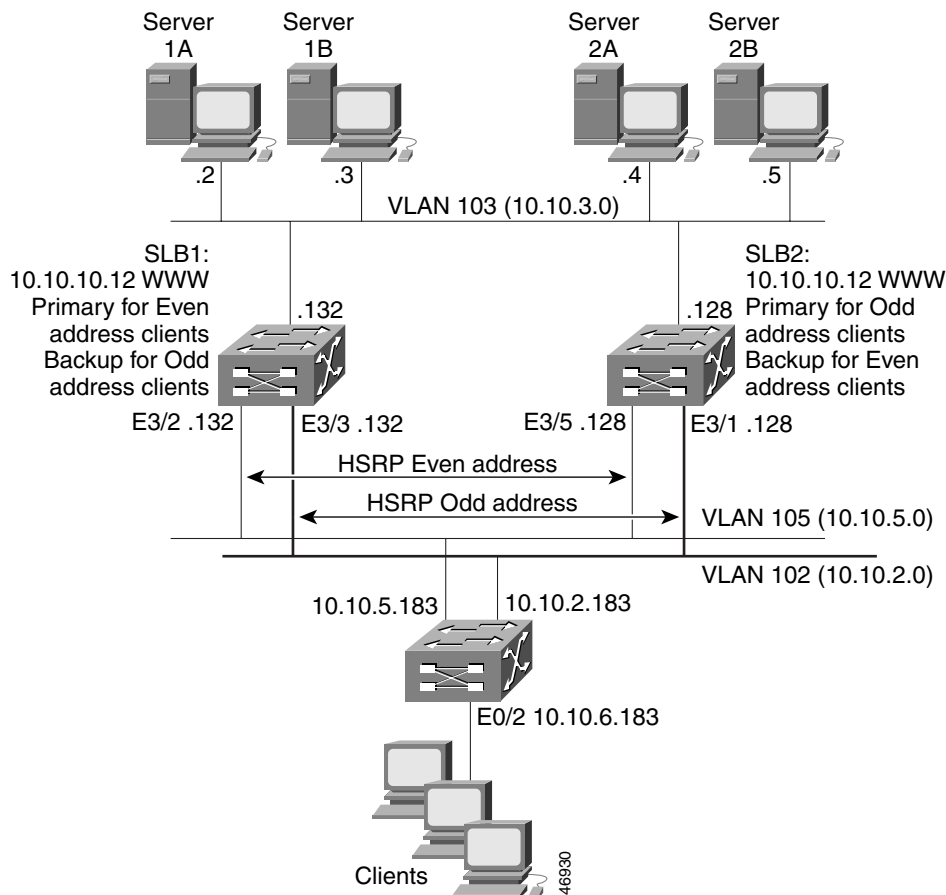 Server
1A
Server
1B
Server
2A
Server
2B
.2
.3
.4
.5
VLAN 103 (10.10.3.0)
SLB1:
10.10.10.12 WWW
Primary for Even
address clients
Backup for Odd
address clients
.132
.128
SLB2:
10.10.10.12 WWW
Primary for Odd
address clients
Backup for Even
address clients
E3/2 .132
E3/3 .132
E3/5 .128
E3/1 .128
HSRP Even address
HSRP Odd address
VLAN 105 (10.10.5.0)
VLAN 102 (10.10.2.0)
10.10.5.183
10.10.2.183
E0/2 10.10.6.183
Clients
46930